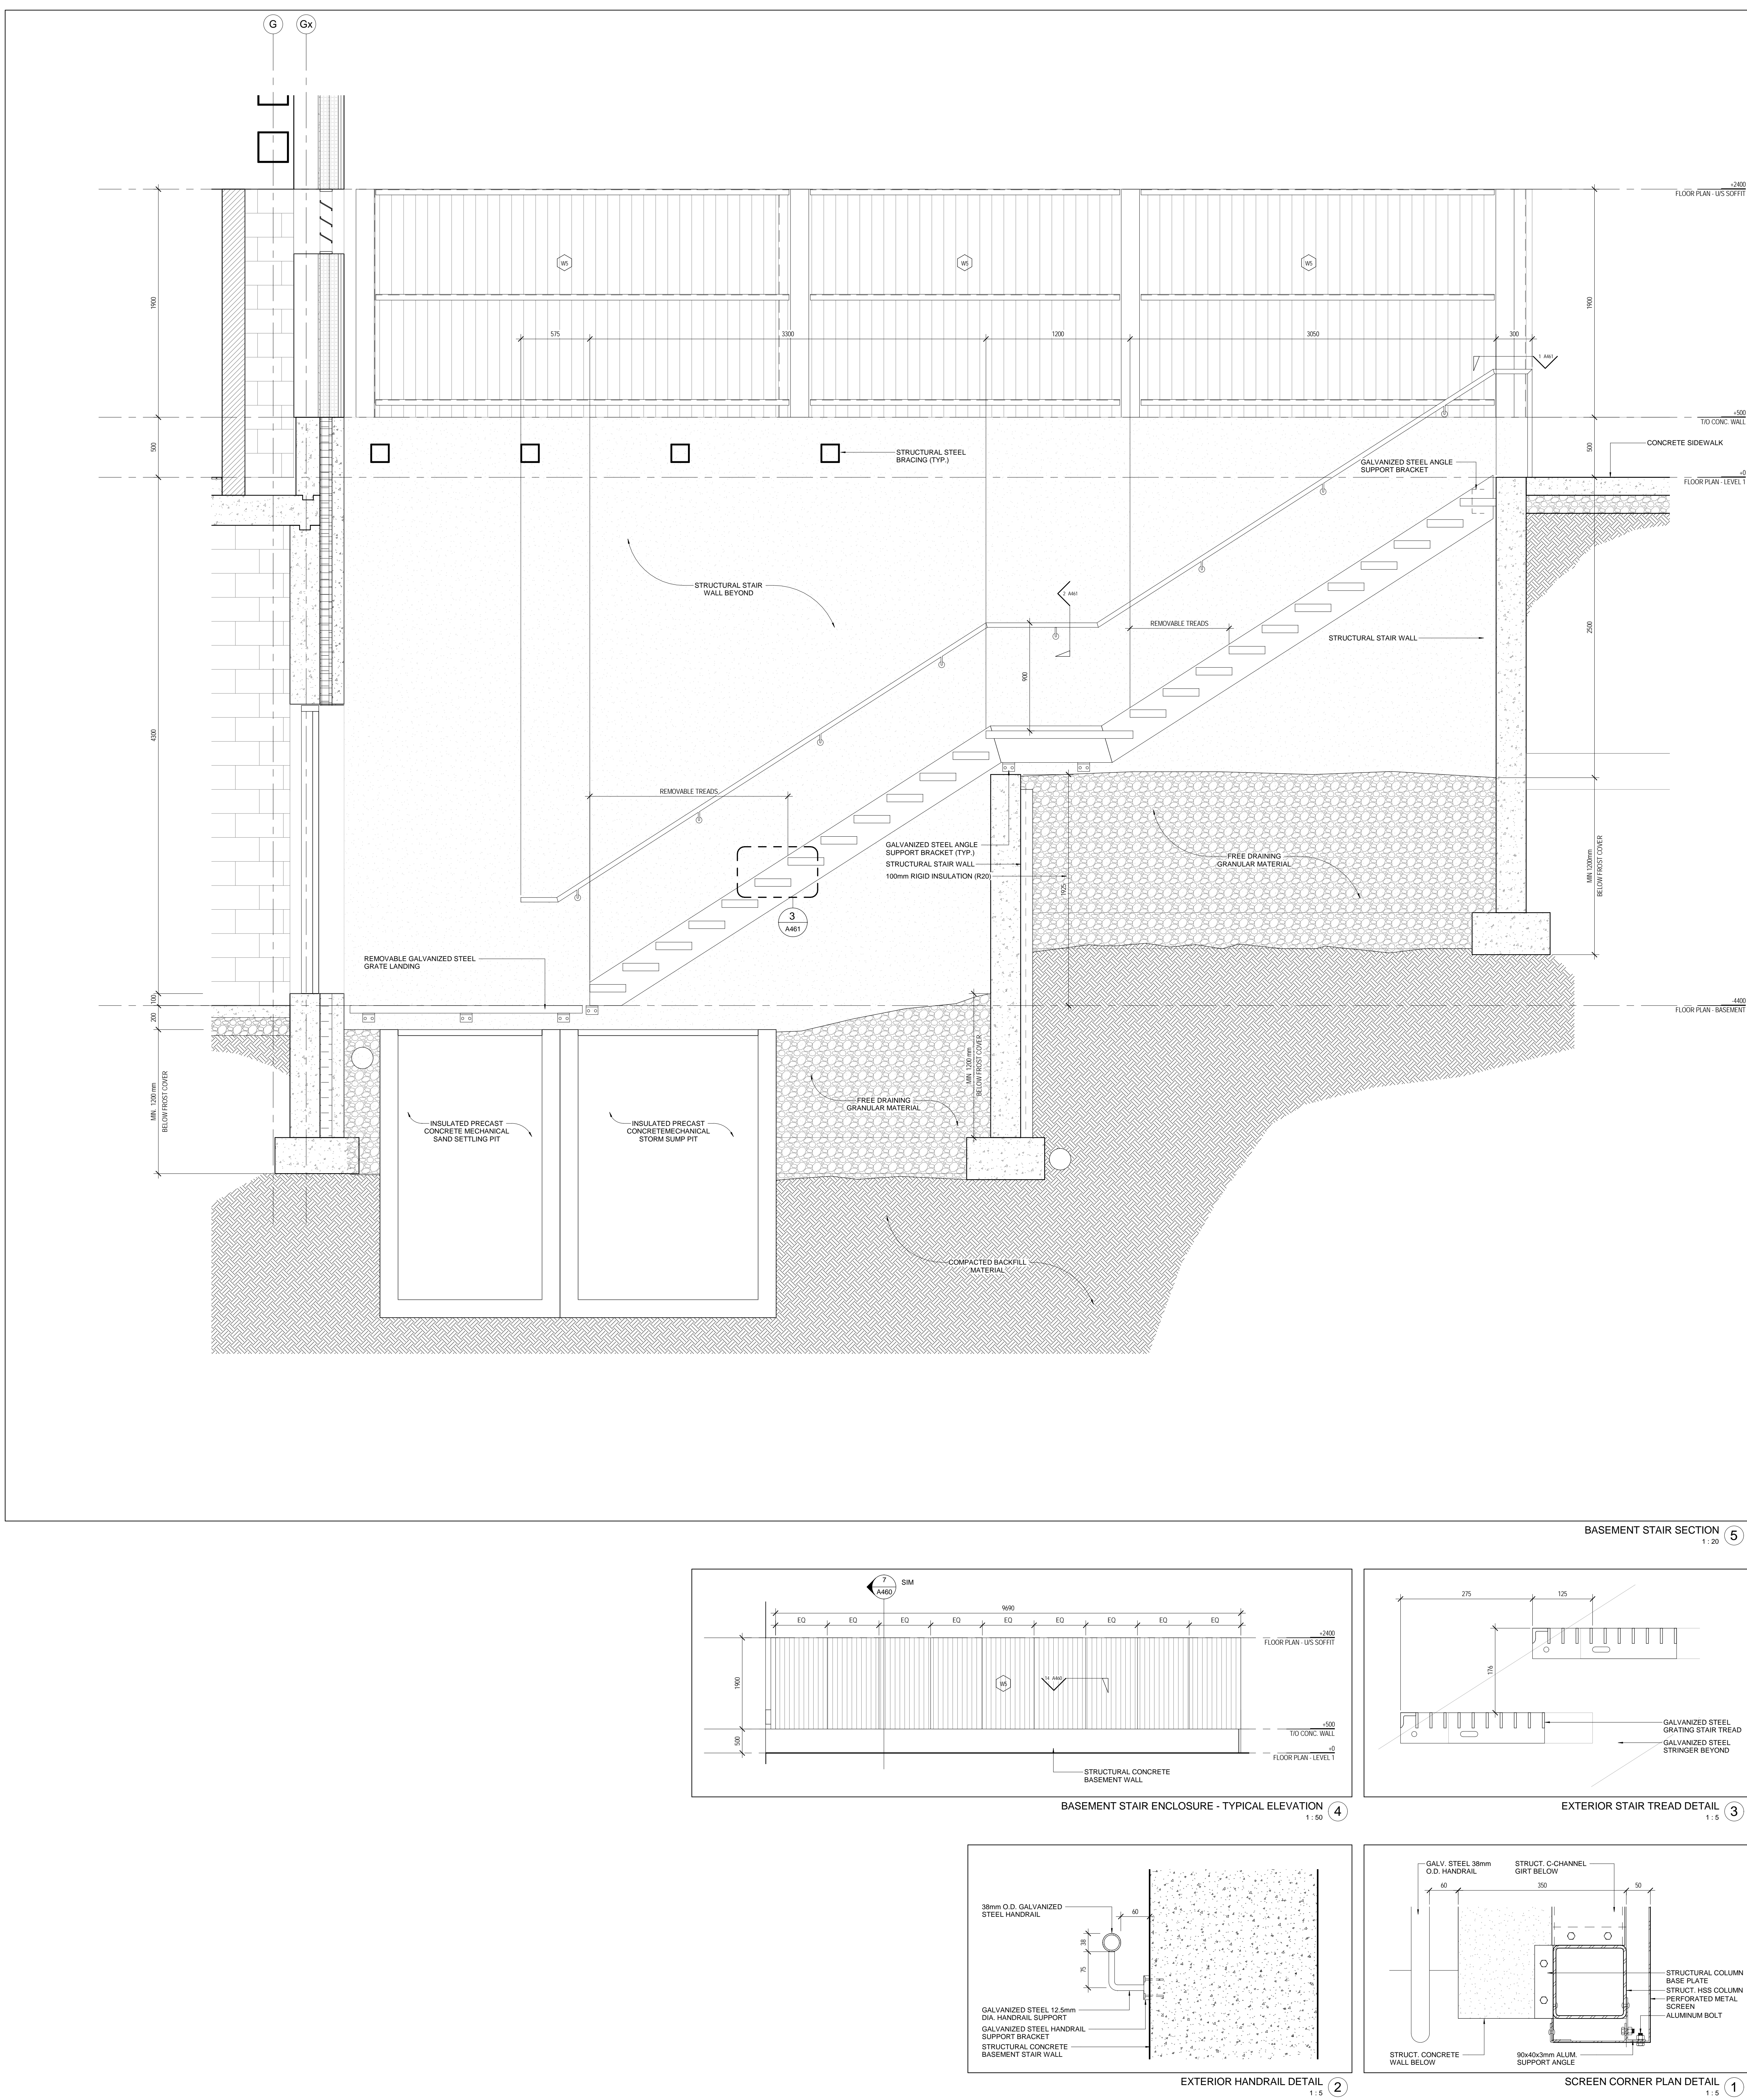 G
Gx
+2400
FLOOR PLAN - U/S SOFFIT
W5
W5
W5
1900
1900
575
3300
1200
3050
300
1 A461
+500
T/O CONC. WALL
500
500
STRUCTURAL STEEL
BRACING (TYP.)
GALVANIZED STEEL ANGLE
SUPPORT BRACKET
CONCRETE SIDEWALK
+0
FLOOR PLAN - LEVEL 1
STRUCTURAL STAIR
WALL BEYOND
2 A461
REMOVABLE TREADS
STRUCTURAL STAIR WALL
2500
900
4300
REMOVABLE TREADS
GALVANIZED STEEL ANGLE
SUPPORT BRACKET (TYP.)
STRUCTURAL STAIR WALL
100mm RIGID INSULATION (R20)
1925
FREE DRAINING
GRANULAR MATERIAL
MIN 1200mm
BELOW FROST COVER
3
A461
REMOVABLE GALVANIZED STEEL
GRATE LANDING
100
200
-4400
FLOOR PLAN - BASEMENT
MIN. 1200 mm
BELOW FROST COVER
MIN. 1200 mm
BELOW FROST COVER
INSULATED PRECAST
CONCRETE MECHANICAL
SAND SETTLING PIT
INSULATED PRECAST
CONCRETEMECHANICAL
STORM SUMP PIT
FREE DRAINING
GRANULAR MATERIAL
COMPACTED BACKFILL
MATERIAL
BASEMENT STAIR SECTION 5
1 : 20
7
A460
SIM
9690
EQ EQ EQ EQ EQ EQ EQ EQ EQ
+2400
FLOOR PLAN - U/S SOFFIT
1900
W5
14 A460
+500
T/O CONC. WALL
500
+0
FLOOR PLAN - LEVEL 1
STRUCTURAL CONCRETE
BASEMENT WALL
BASEMENT STAIR ENCLOSURE - TYPICAL ELEVATION 4
1 : 50
275
125
176
GALVANIZED STEEL
GRATING STAIR TREAD
GALVANIZED STEEL
STRINGER BEYOND
EXTERIOR STAIR TREAD DETAIL 3
1 : 5
38mm O.D. GALVANIZED
STEEL HANDRAIL
60
38
75
GALVANIZED STEEL 12.5mm
DIA. HANDRAIL SUPPORT
GALVANIZED STEEL HANDRAIL
SUPPORT BRACKET
STRUCTURAL CONCRETE
BASEMENT STAIR WALL
EXTERIOR HANDRAIL DETAIL 2
1 : 5
GALV. STEEL 38mm
O.D. HANDRAIL
STRUCT. C-CHANNEL
GIRT BELOW
60
350
50
STRUCTURAL COLUMN
BASE PLATE
STRUCT. HSS COLUMN
PERFORATED METAL
SCREEN
ALUMINUM BOLT
STRUCT. CONCRETE
WALL BELOW
90x40x3mm ALUM.
SUPPORT ANGLE
SCREEN CORNER PLAN DETAIL 1
1 : 5